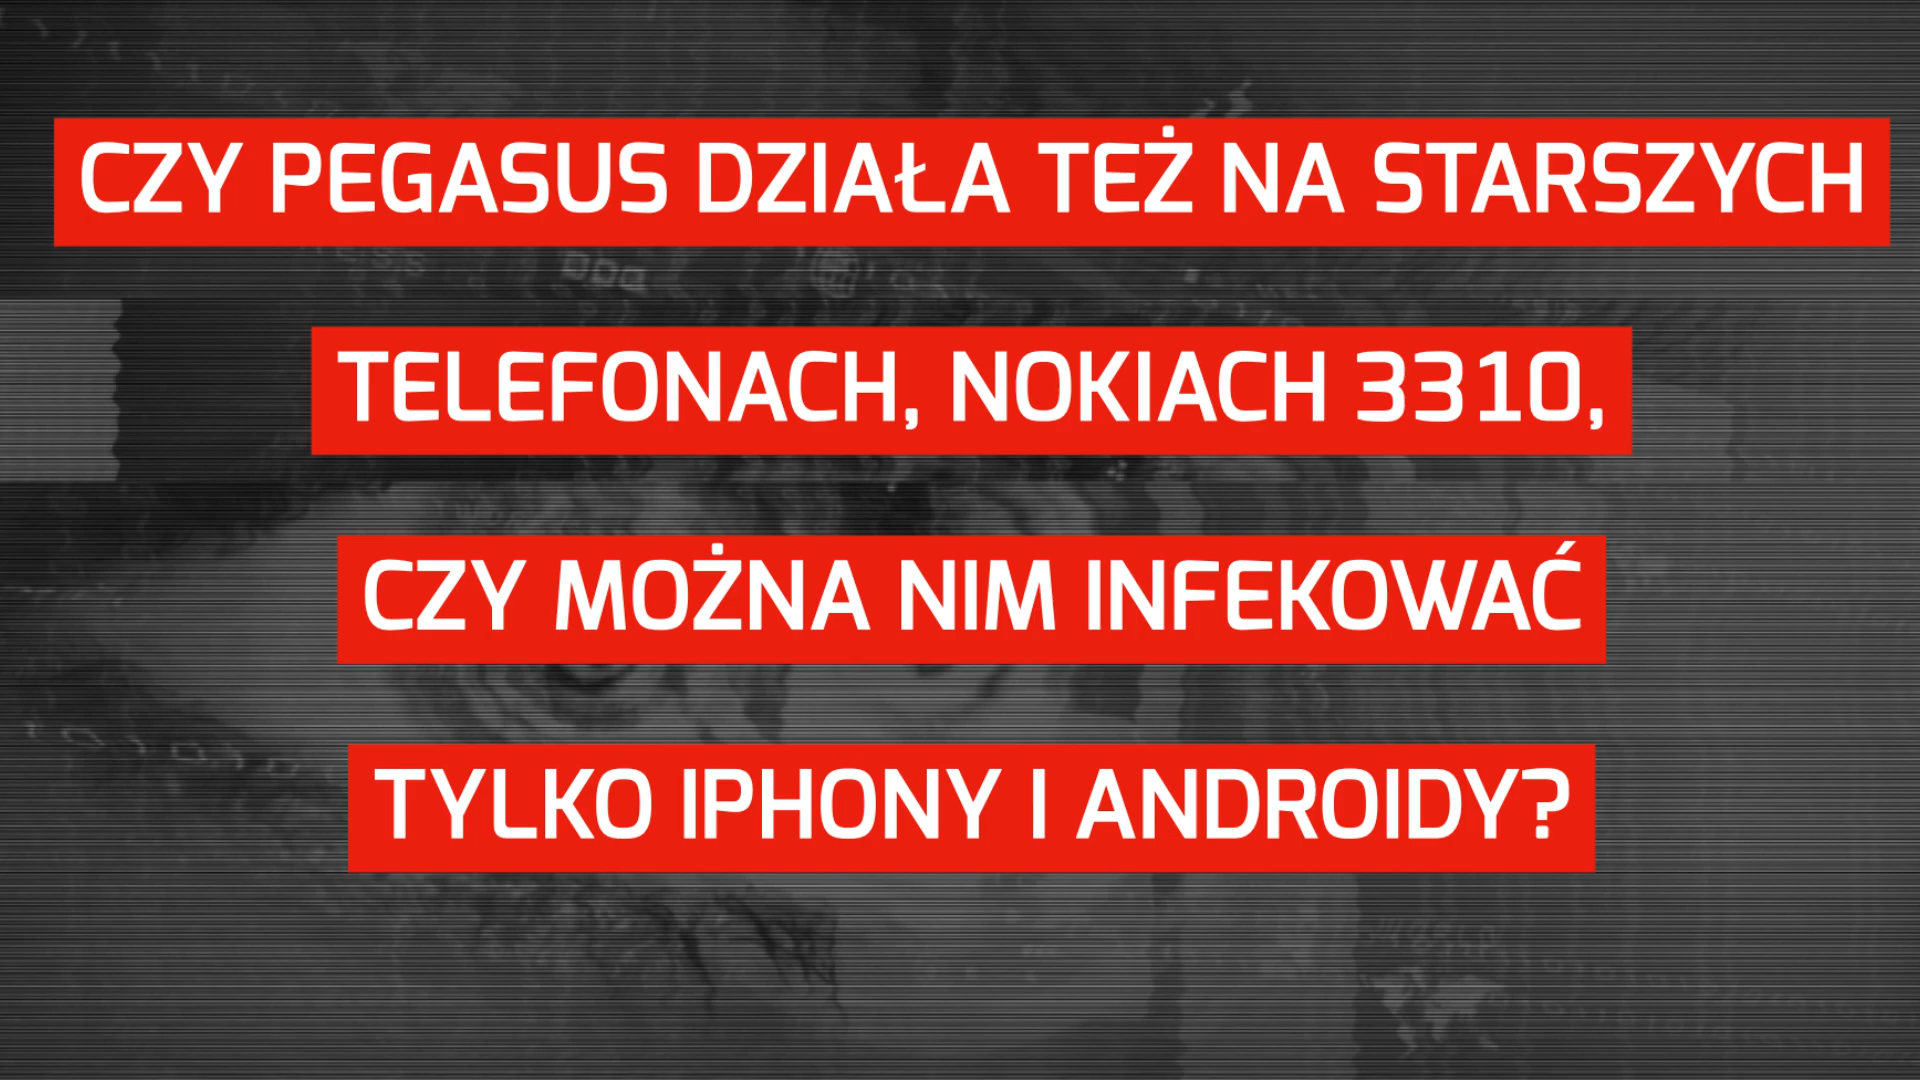 CZY PEGASUS DZIAŁA TEŻ NA STARSZYCH
TELEFONACH, NOKIACH 3310,
CZY MOŻNA NIM INFEKOWAĆ
TYLKO IPHONY I ANDROIDY?